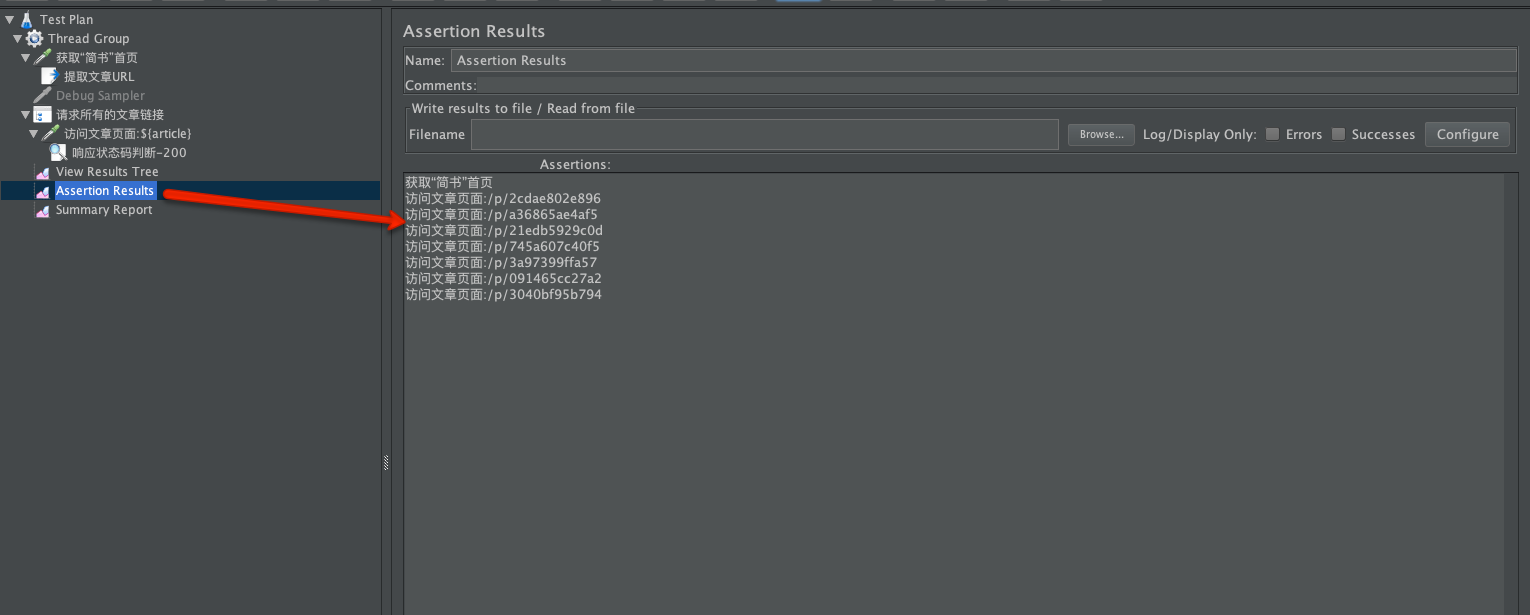 Test Plan
Thread Group
获取“简书”首页
提取文章URL
Debug Sampler
请求所有的文章链接
访问文章页面:${article}
响应状态码判断-200
View Results Tree
Assertion Results
Summary Report
Assertion Results
Name: Assertion Results
Comments:
Write results to file / Read from file
Filename Browse... Log/Display Only: Errors Successes Configure
Assertions:
获取“简书”首页
访问文章页面:/p/2cdae802e896
访问文章页面:/p/a36865ae4af5
访问文章页面:/p/21edb5929c0d
访问文章页面:/p/745a607c40f5
访问文章页面:/p/3a97399ffa57
访问文章页面:/p/091465cc27a2
访问文章页面:/p/3040bf95b794